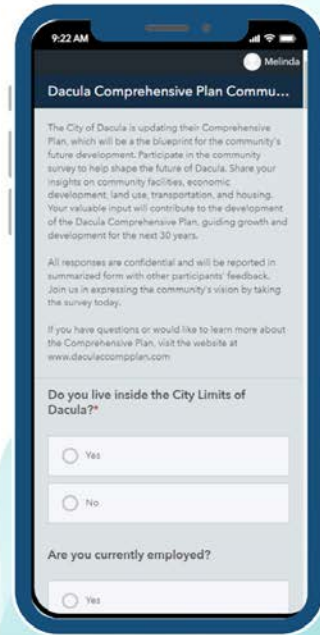 9:22 AM
Melinda
Dacula Comprehensive Plan Commu...
The City of Dacula is updating their Comprehensive
Plan, which will be a the blueprint for the community's
future development. Participate in the community
survey to help shape the future of Dacula. Share your
insights on community facilities, economic
development, land use, transportation, and housing.
Your valuable input will contribute to the development
of the Dacula Comprehensive Plan, guiding growth and
development for the next 30 years.
All responses are confidential and will be reported in
summarized form with other participants' feedback.
Join us in expressing the community's vision by taking
the survey today.
If you have questions or would like to learn more about
the Comprehensive Plan, visit the website at
www.daculaccompplan.com
Do you live inside the City Limits of
Dacula?*
Yes
No
Are you currently employed?
Yes